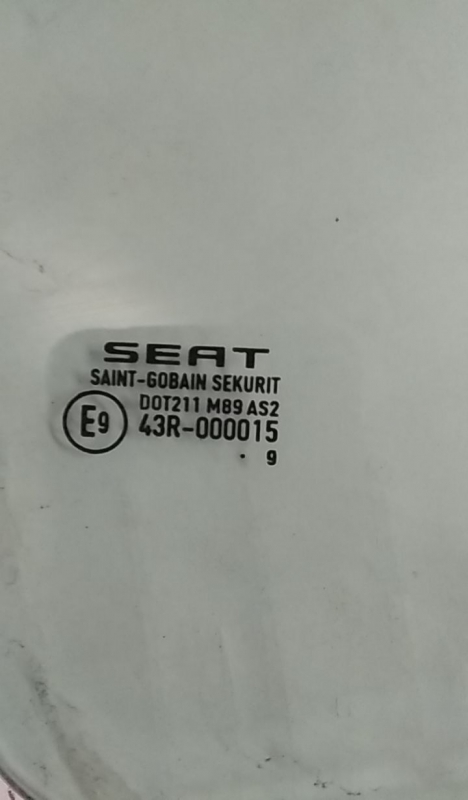 SEAT
SAINT-GOBAIN SEKURIT
DOT211 M89 AS2
E9 43R-000015
. 9